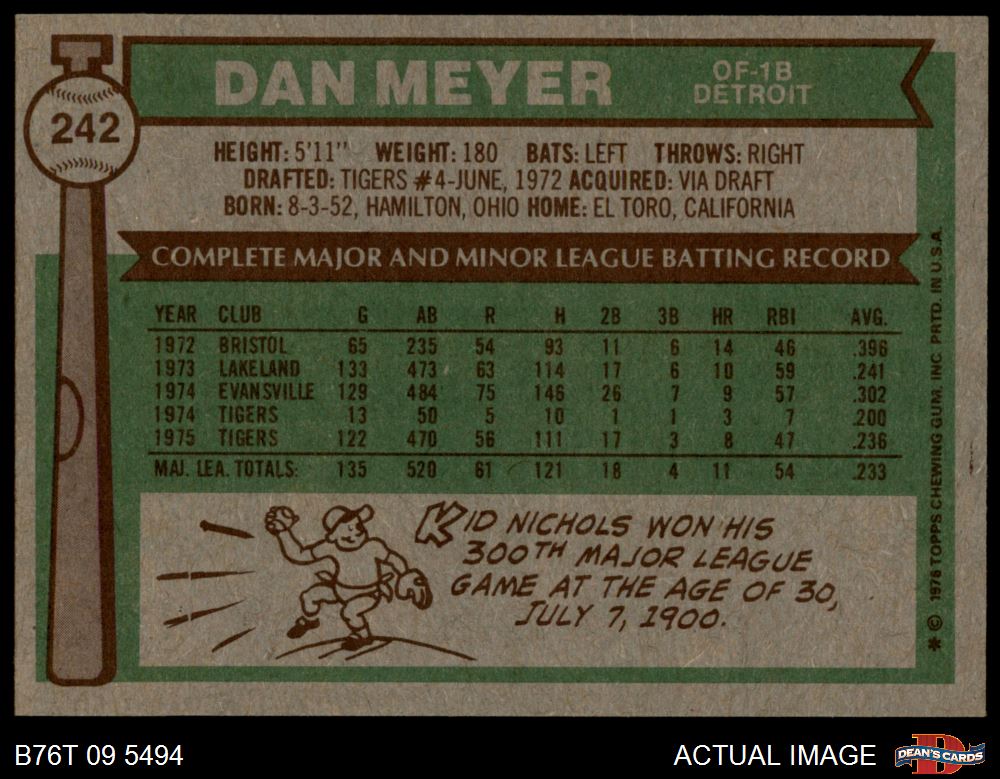 242
DAN MEYER
OF-1B
DETROIT
HEIGHT: 5'11" WEIGHT: 180 BATS: LEFT THROWS: RIGHT
DRAFTED: TIGERS #4-JUNE, 1972 ACQUIRED: VIA DRAFT
BORN: 8-3-52, HAMILTON, OHIO HOME: EL TORO, CALIFORNIA
COMPLETE MAJOR AND MINOR LEAGUE BATTING RECORD
YEAR CLUB G AB R H 2B 3B HR RBI AVG.
1972 BRISTOL 65 235 54 93 11 6 14 46 .396
1973 LAKELAND 133 473 63 114 17 6 10 59 .241
1974 EVANSVILLE 129 484 75 146 26 7 9 57 .302
1974 TIGERS 13 50 5 10 1 1 3 7 .200
1975 TIGERS 122 470 56 111 17 3 8 47 .236
MAJ. LEA. TOTALS: 135 520 61 121 18 4 11 54 .233
KID NICHOLS WON HIS
300TH MAJOR LEAGUE
GAME AT THE AGE OF 30,
JULY 7, 1900.
* © 1976 TOPPS CHEWING GUM, INC. PRTD. IN U.S.A.
B76T 09 5494
ACTUAL IMAGE
D
DEAN'S CARDS